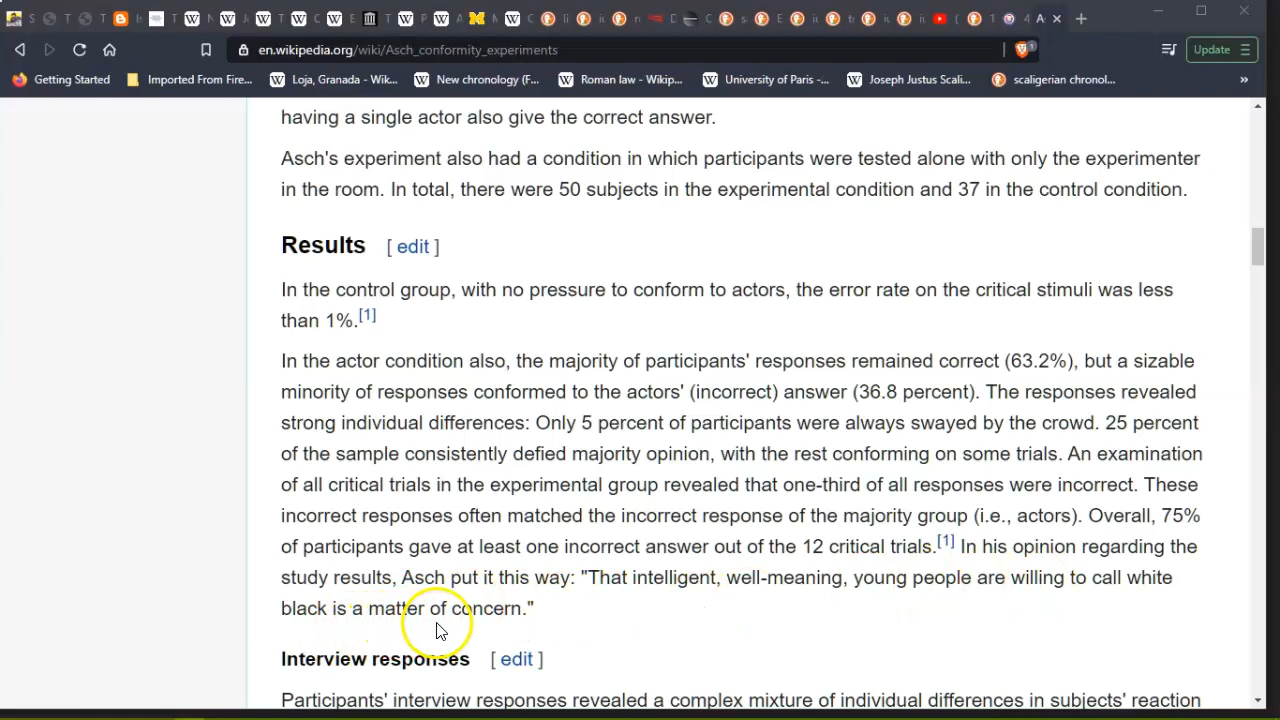 T
T
J
T
C
T
P
A
W
C
li
is
n
D
s
E
i
tr
is
(
1
As
en.wikipedia.org/wiki/Asch_conformity_experiments
1
Update
Getting Started
Imported From Fire...
Loja, Granada - Wik...
New chronology (F...
Roman law - Wikip...
University of Paris -...
Joseph Justus Scali...
scaligerian chronol...
»
having a single actor also give the correct answer.
Asch's experiment also had a condition in which participants were tested alone with only the experimenter
in the room. In total, there were 50 subjects in the experimental condition and 37 in the control condition.
Results [ edit ]
In the control group, with no pressure to conform to actors, the error rate on the critical stimuli was less
than 1%.[1]
In the actor condition also, the majority of participants' responses remained correct (63.2%), but a sizable
minority of responses conformed to the actors' (incorrect) answer (36.8 percent). The responses revealed
strong individual differences: Only 5 percent of participants were always swayed by the crowd. 25 percent
of the sample consistently defied majority opinion, with the rest conforming on some trials. An examination
of all critical trials in the experimental group revealed that one-third of all responses were incorrect. These
incorrect responses often matched the incorrect response of the majority group (i.e., actors). Overall, 75%
of participants gave at least one incorrect answer out of the 12 critical trials.[1] In his opinion regarding the
study results, Asch put it this way: "That intelligent, well-meaning, young people are willing to call white
black is a matter of concern."
Interview responses [ edit ]
Participants' interview responses revealed a complex mixture of individual differences in subjects' reaction